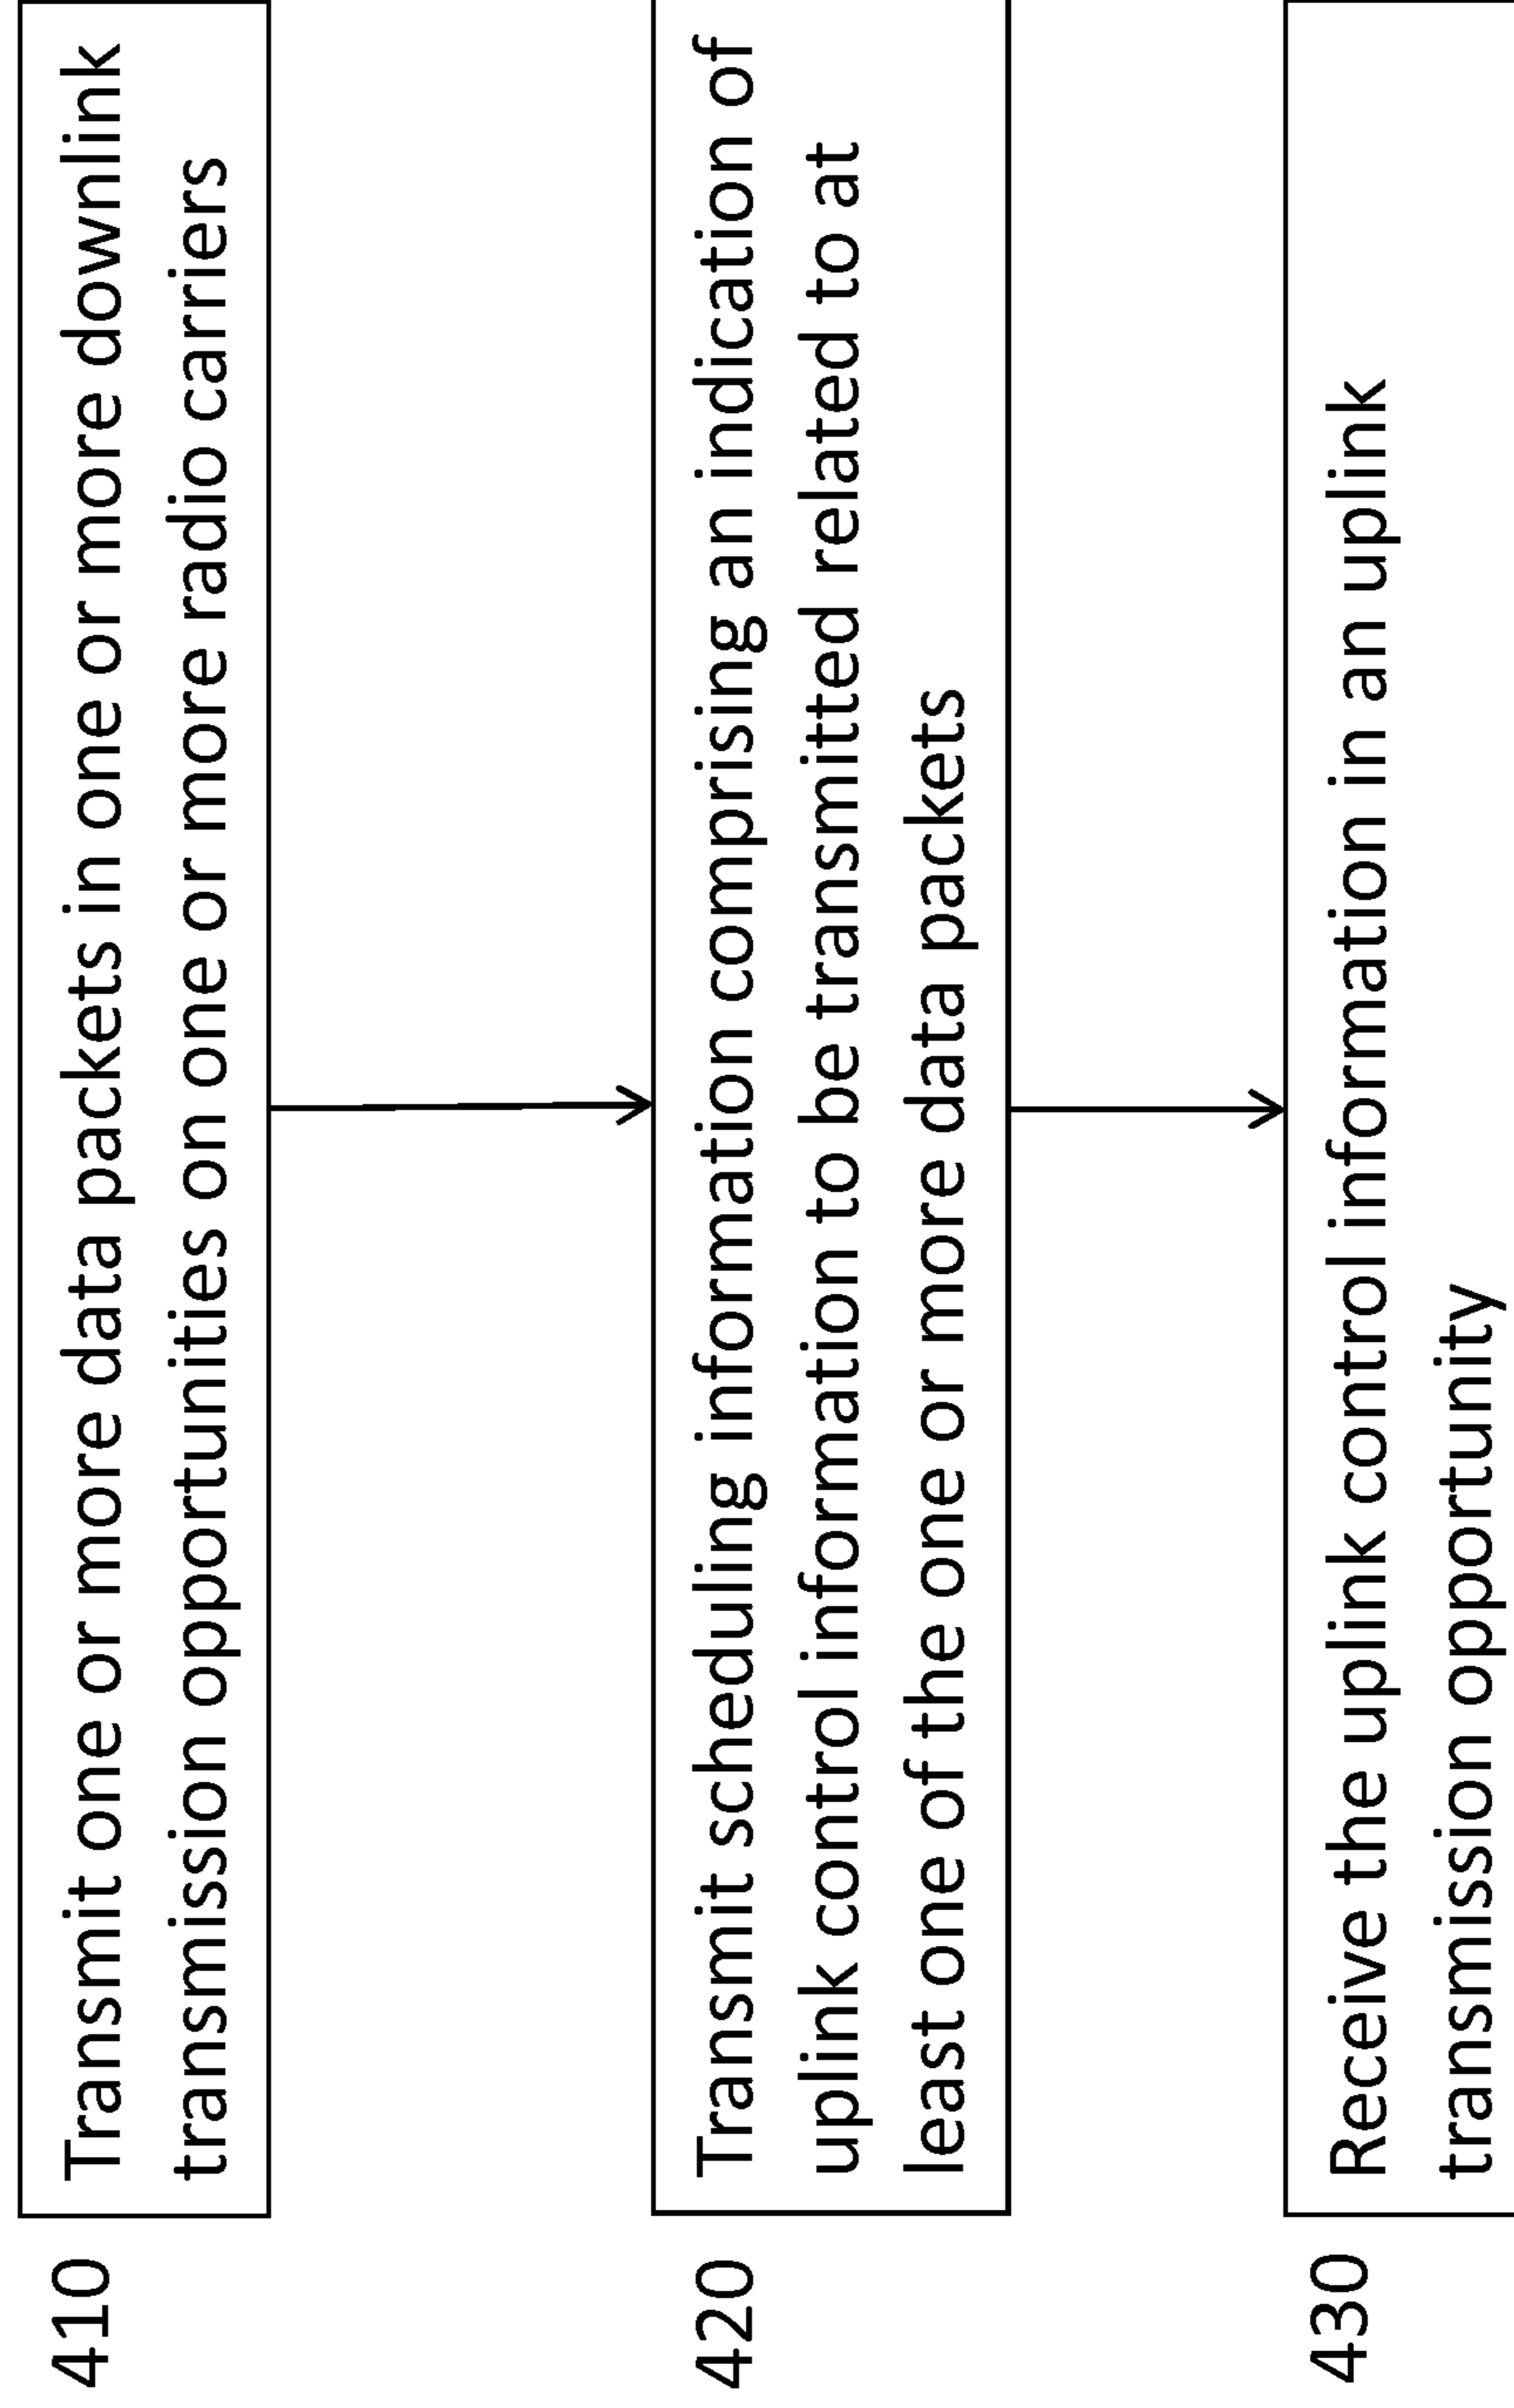 410
Transmit one or more data packets in one or more downlink
transmission opportunities on one or more radio carriers
420
Transmit scheduling information comprising an indication of
uplink control information to be transmitted related to at
least one of the one or more data packets
430
Receive the uplink control information in an uplink
transmission opportunity